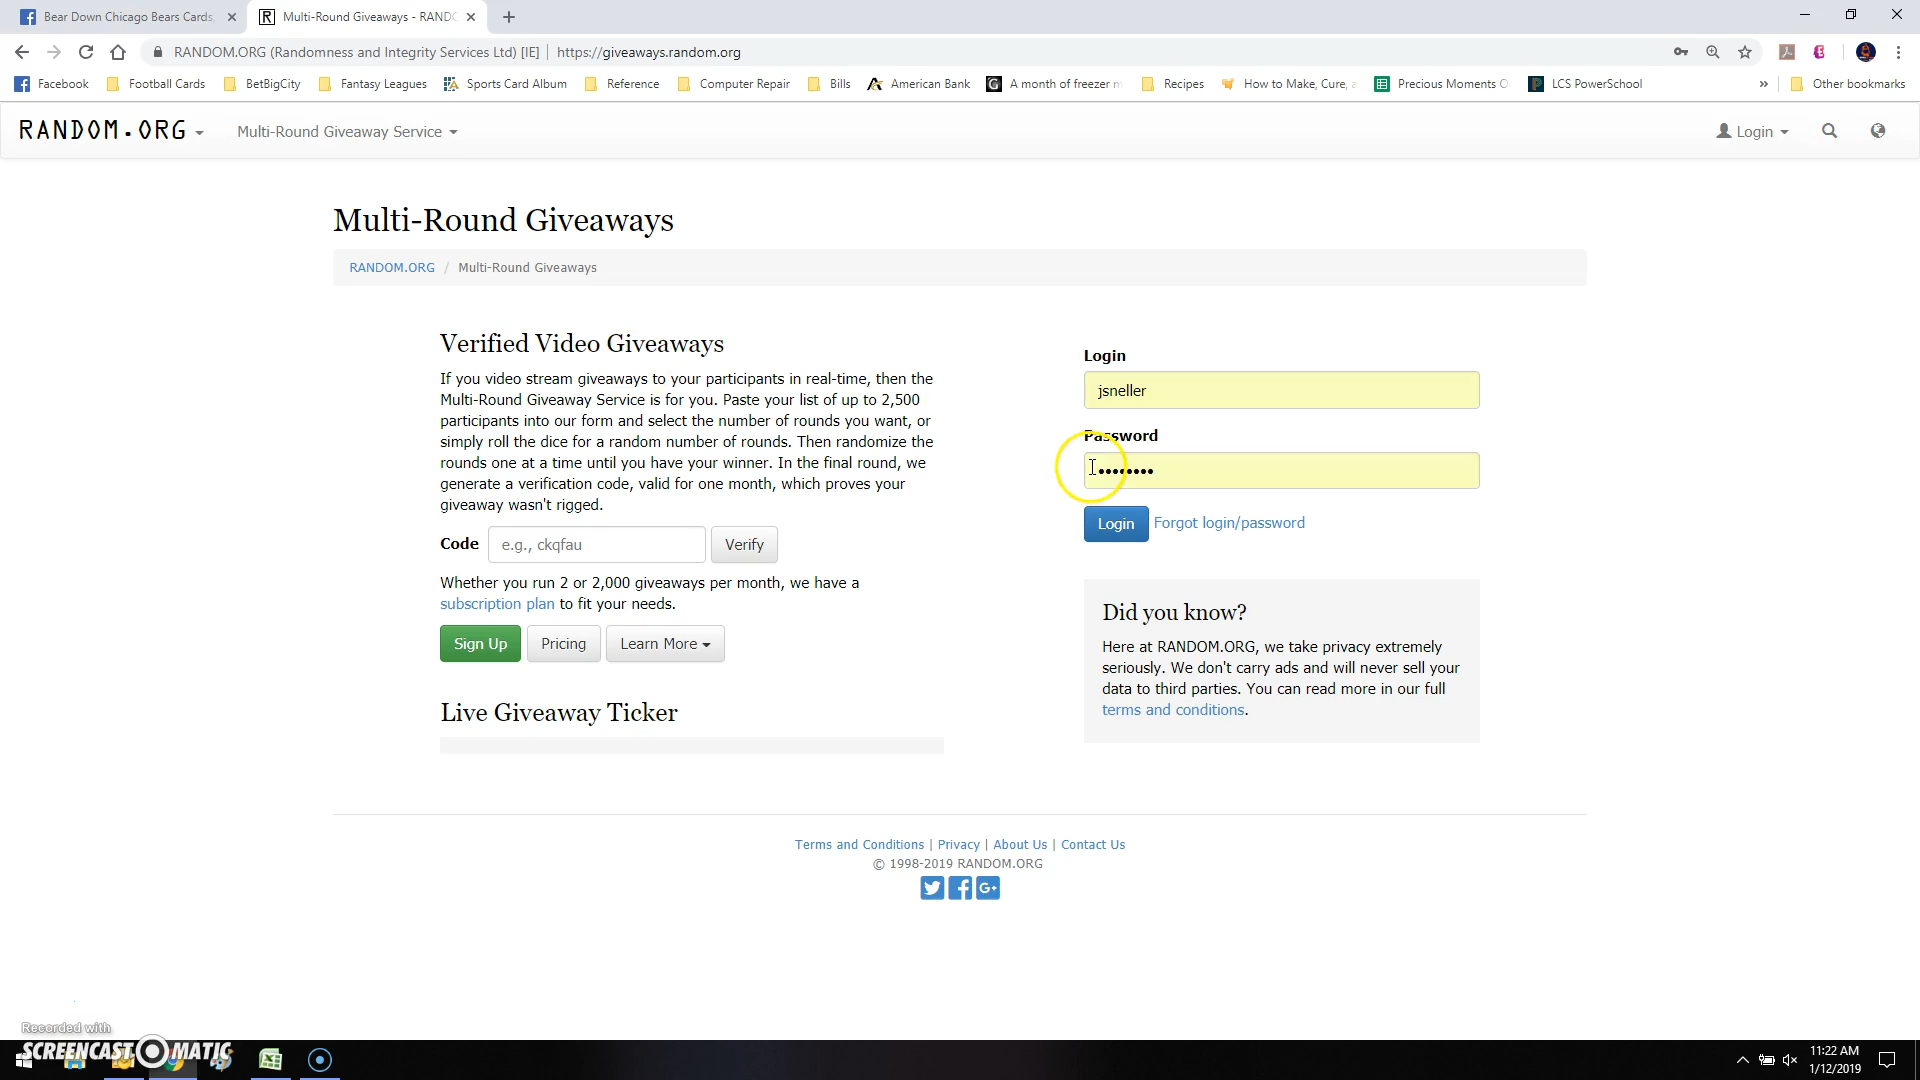 Bear Down Chicago Bears Cards,
Multi-Round Giveaways - RAND
RANDOM.ORG (Randomness and Integrity Services Ltd) [IE] | https://giveaways.random.org
Facebook Football Cards BetBigCity Fantasy Leagues Sports Card Album Reference Computer Repair Bills American Bank A month of freezer Recipes How to Make, Cure, Precious Moments LCS PowerSchool » Other bookmarks
RANDOM.ORG Multi-Round Giveaway Service Login
Multi-Round Giveaways
RANDOM.ORG / Multi-Round Giveaways
Verified Video Giveaways
If you video stream giveaways to your participants in real-time, then the
Multi-Round Giveaway Service is for you. Paste your list of up to 2,500
participants into our form and select the number of rounds you want, or
simply roll the dice for a random number of rounds. Then randomize the
rounds one at a time until you have your winner. In the final round, we
generate a verification code, valid for one month, which proves your
giveaway wasn't rigged.
Code e.g., ckqfau Verify
Whether you run 2 or 2,000 giveaways per month, we have a
subscription plan to fit your needs.
Sign Up Pricing Learn More
Live Giveaway Ticker
Login
jsneller
Password
••••••••
Login Forgot login/password
Did you know?
Here at RANDOM.ORG, we take privacy extremely
seriously. We don't carry ads and will never sell your
data to third parties. You can read more in our full
terms and conditions.
Terms and Conditions | Privacy | About Us | Contact Us
© 1998-2019 RANDOM.ORG
Recorded with
SCREENCAST-O-MATIC
11:22 AM
1/12/2019